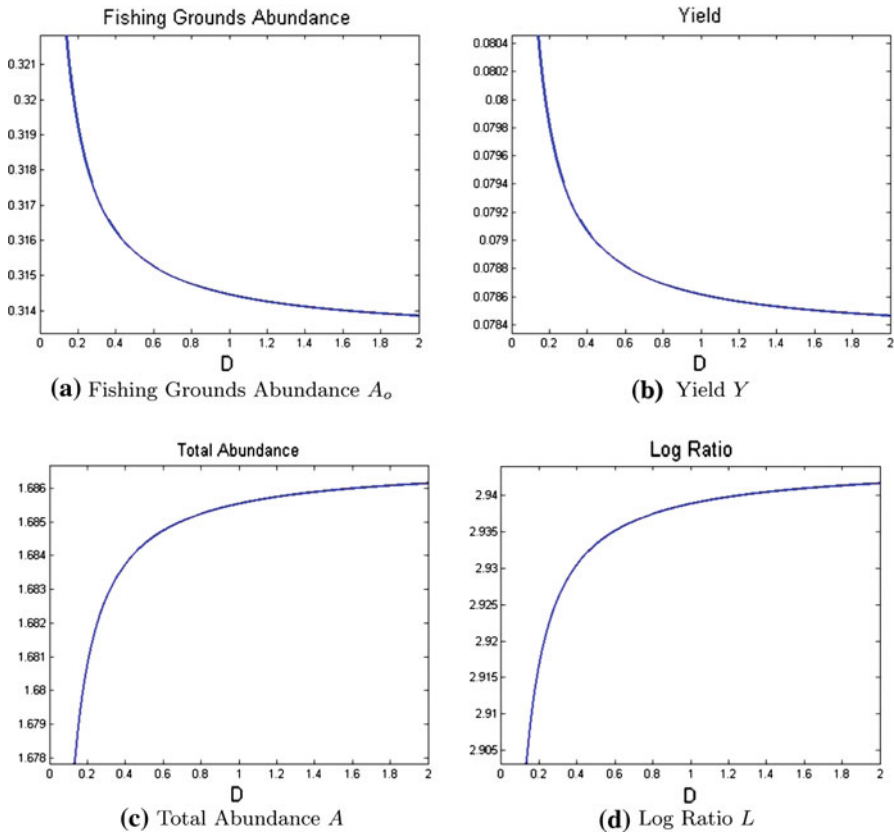 Fishing Grounds Abundance
0.321
0.32
0.319
0.318
0.317
0.316
0.315
0.314
0 0.2 0.4 0.6 0.8 1 1.2 1.4 1.6 1.8 2
D
(a) Fishing Grounds Abundance A_o
Yield
0.0804
0.0802
0.08
0.0798
0.0796
0.0794
0.0792
0.079
0.0788
0.0786
0.0784
0 0.2 0.4 0.6 0.8 1 1.2 1.4 1.6 1.8 2
D
(b) Yield Y
Total Abundance
1.686
1.685
1.684
1.683
1.682
1.681
1.68
1.679
1.678
0 0.2 0.4 0.6 0.8 1 1.2 1.4 1.6 1.8 2
D
(c) Total Abundance A
Log Ratio
2.94
2.935
2.93
2.925
2.92
2.915
2.91
2.905
0 0.2 0.4 0.6 0.8 1 1.2 1.4 1.6 1.8 2
D
(d) Log Ratio L